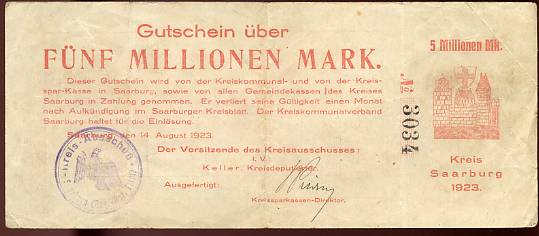 Gutschein über
FÜNF MILLIONEN MARK.
Dieser Gutschein wird von der Kreiskommunal- und von der Kreis-
spar-Kasse in Saarburg, sowie von allen Gemeindekassen des Kreises
Saarburg in Zahlung genommen. Er verliert seine Gültigkeit einen Monat
nach Aufkündigung im Saarburger Kreisblatt. Der Kreiskommunalverband
Saarburg haftet für die Einlösung.
Saarburg, den 14. August 1923.
Der Vorsitzende des Kreisausschusses:
I.V.:
Keller, Kreisdeputierter.
Ausgefertigt:
Kreissparkassen-Direktor.
Kreis-Ausschuß
5 Millionen Mk.
№ 3034
Kreis
Saarburg
1923.